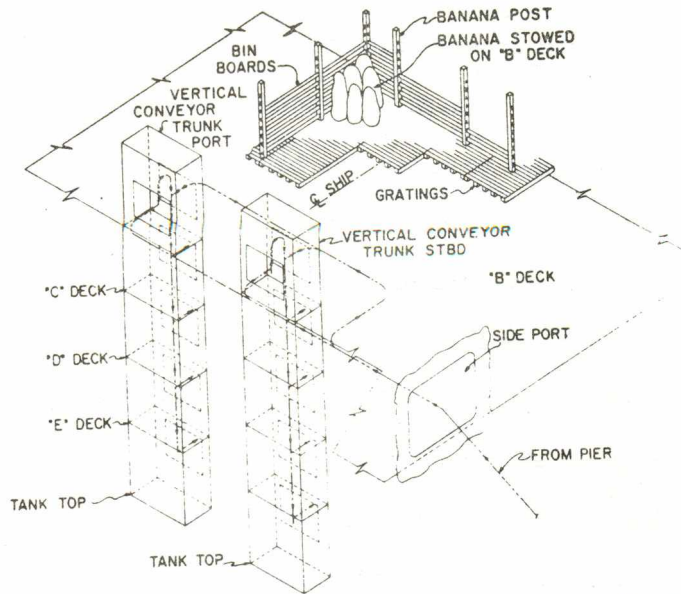 BANANA POST
BIN
BOARDS
BANANA STOWED
ON "B" DECK
VERTICAL
CONVEYOR
TRUNK
PORT
℄ SHIP
GRATINGS
VERTICAL CONVEYOR
TRUNK STBD
"C" DECK
"B" DECK
SIDE PORT
"D" DECK
"E" DECK
FROM PIER
TANK TOP
TANK TOP